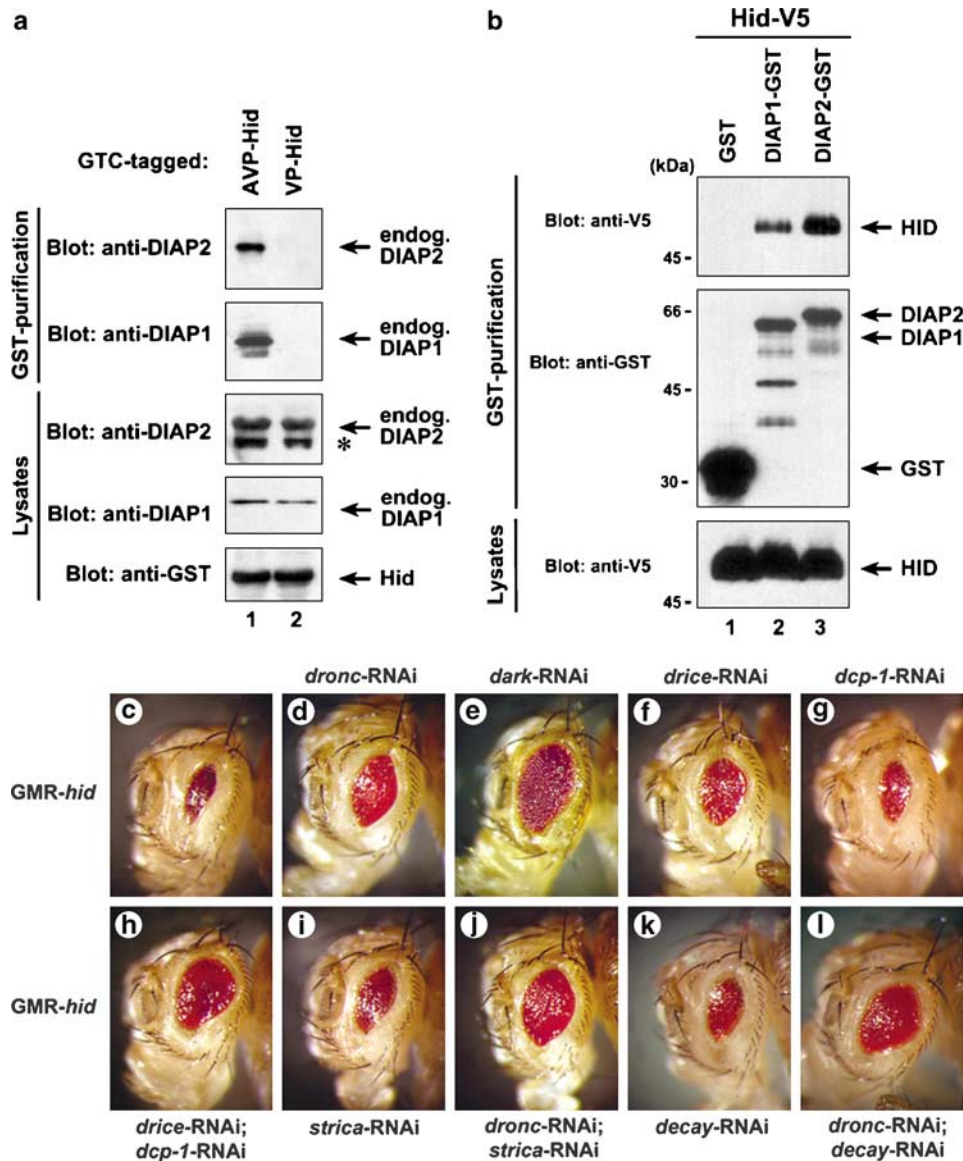 a
GTC-tagged:
AVP-Hid
VP-Hid
GST-purification
Blot: anti-DIAP2
endog. DIAP2
Blot: anti-DIAP1
endog. DIAP1
Lysates
Blot: anti-DIAP2
endog. DIAP2
*
Blot: anti-DIAP1
endog. DIAP1
Blot: anti-GST
Hid
1 2
b
Hid-V5
GST
DIAP1-GST
DIAP2-GST
(kDa)
GST-purification
Blot: anti-V5
HID
45 -
66 -
DIAP2
DIAP1
Blot: anti-GST
45 -
30 -
GST
Lysates
Blot: anti-V5
HID
45 -
1 2 3
dronc-RNAi
dark-RNAi
drice-RNAi
dcp-1-RNAi
GMR-hid
c
d
e
f
g
GMR-hid
h
i
j
k
l
drice-RNAi;
dcp-1-RNAi
strica-RNAi
dronc-RNAi;
strica-RNAi
decay-RNAi
dronc-RNAi;
decay-RNAi